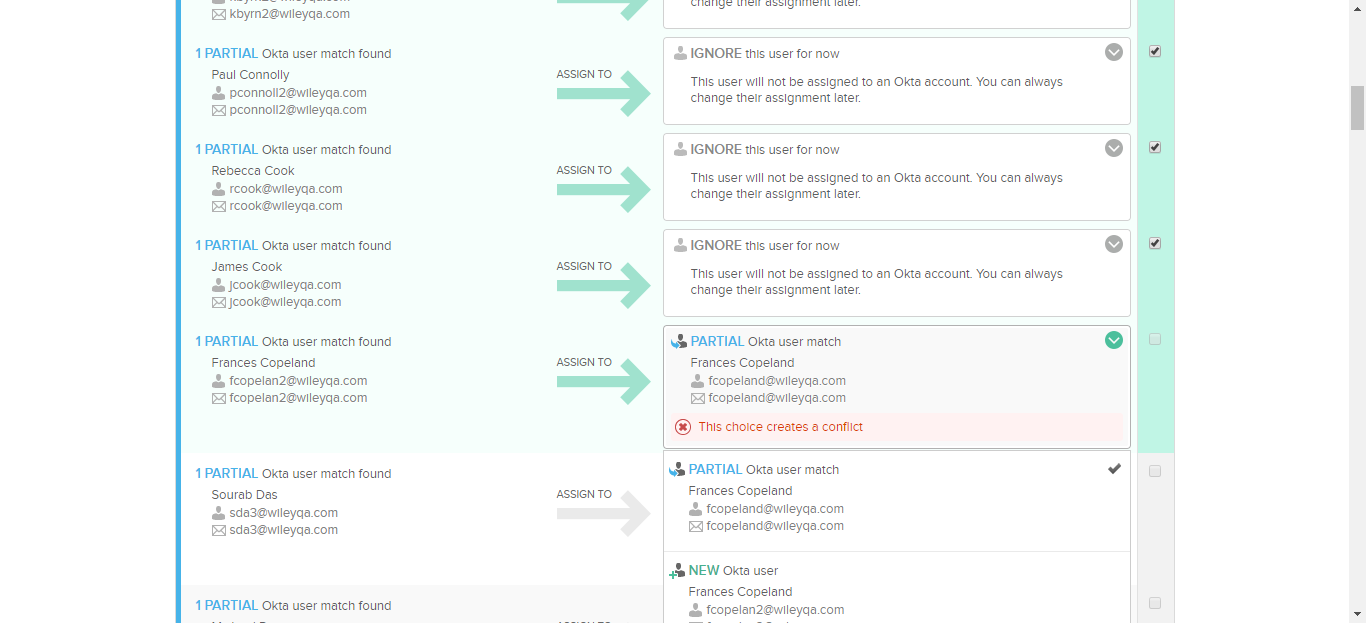 kbyrn2@wileyqa.com
change their assignment later.
1 PARTIAL Okta user match found
Paul Connolly
pconnoll2@wileyqa.com
pconnoll2@wileyqa.com
ASSIGN TO
IGNORE this user for now
This user will not be assigned to an Okta account. You can always
change their assignment later.
1 PARTIAL Okta user match found
Rebecca Cook
rcook@wileyqa.com
rcook@wileyqa.com
ASSIGN TO
IGNORE this user for now
This user will not be assigned to an Okta account. You can always
change their assignment later.
1 PARTIAL Okta user match found
James Cook
jcook@wileyqa.com
jcook@wileyqa.com
ASSIGN TO
IGNORE this user for now
This user will not be assigned to an Okta account. You can always
change their assignment later.
1 PARTIAL Okta user match found
Frances Copeland
fcopelan2@wileyqa.com
fcopelan2@wileyqa.com
ASSIGN TO
PARTIAL Okta user match
Frances Copeland
fcopeland@wileyqa.com
fcopeland@wileyqa.com
This choice creates a conflict
1 PARTIAL Okta user match found
Sourab Das
sda3@wileyqa.com
sda3@wileyqa.com
ASSIGN TO
PARTIAL Okta user match
Frances Copeland
fcopeland@wileyqa.com
fcopeland@wileyqa.com
NEW Okta user
Frances Copeland
fcopelan2@wileyqa.com
1 PARTIAL Okta user match found